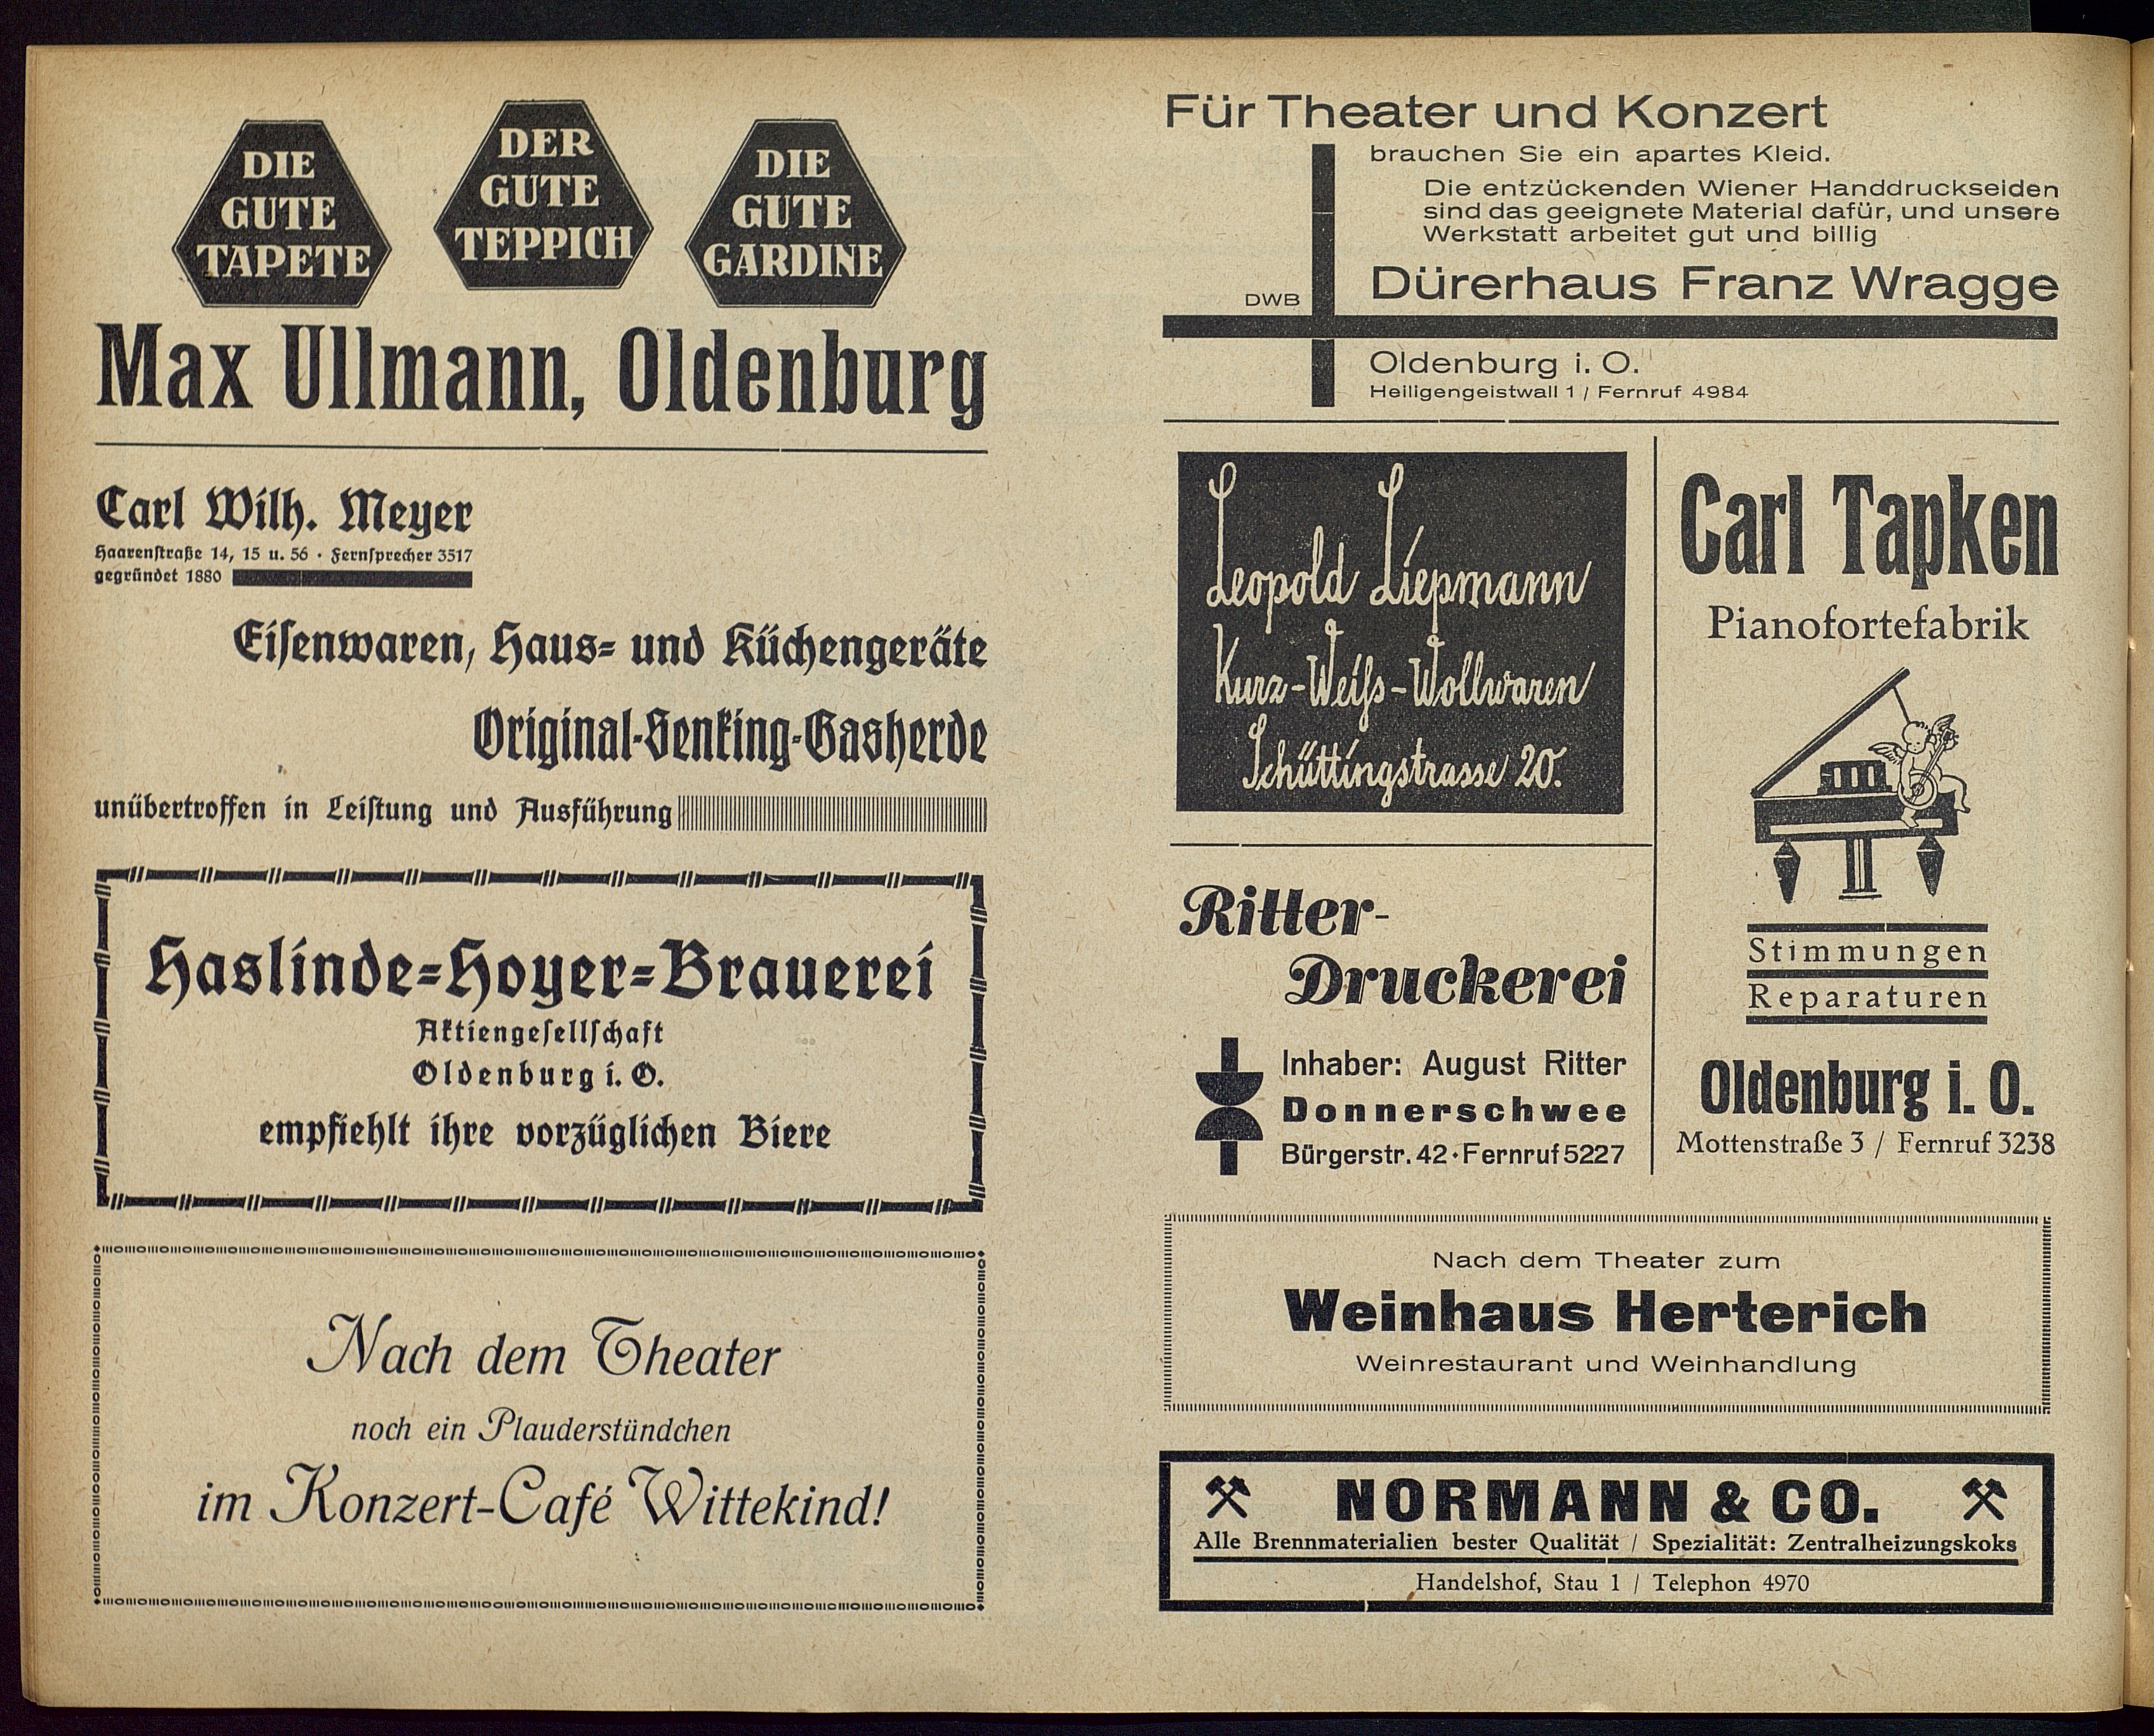 DIE
GUTE
TAPETE
DER
GUTE
TEPPICH
DIE
GUTE
GARDINE
Max Ullmann, Oldenburg
Carl Wilh. Meyer
Haarenstraße 14, 15 u. 56 · Fernsprecher 3517
gegründet 1880
Eisenwaren, Haus- und Küchengeräte
Original-Senking-Gasherde
unübertroffen in Leistung und Ausführung
Haslinde-Hoyer-Brauerei
Aktiengesellschaft
Oldenburg i. O.
empfiehlt ihre vorzüglichen Biere
Nach dem Theater
noch ein Plauderstündchen
im Konzert-Café Wittekind!
Für Theater und Konzert
brauchen Sie ein apartes Kleid.
Die entzückenden Wiener Handdruckseiden
sind das geeignete Material dafür, und unsere
Werkstatt arbeitet gut und billig
DWB
Dürerhaus Franz Wragge
Oldenburg i. O.
Heiligengeistwall 1 / Fernruf 4984
Leopold Liepmann
Kurz-Weiß-Wollwaren
Schüttingstrasse 20.
Ritter-
Druckerei
Inhaber: August Ritter
Donnerschwee
Bürgerstr. 42 · Fernruf 5227
Carl Tapken
Pianofortefabrik
Stimmungen
Reparaturen
Oldenburg i. O.
Mottenstraße 3 / Fernruf 3238
Nach dem Theater zum
Weinhaus Herterich
Weinrestaurant und Weinhandlung
NORMANN & CO.
Alle Brennmaterialien bester Qualität / Spezialität: Zentralheizungskoks
Handelshof, Stau 1 / Telephon 4970